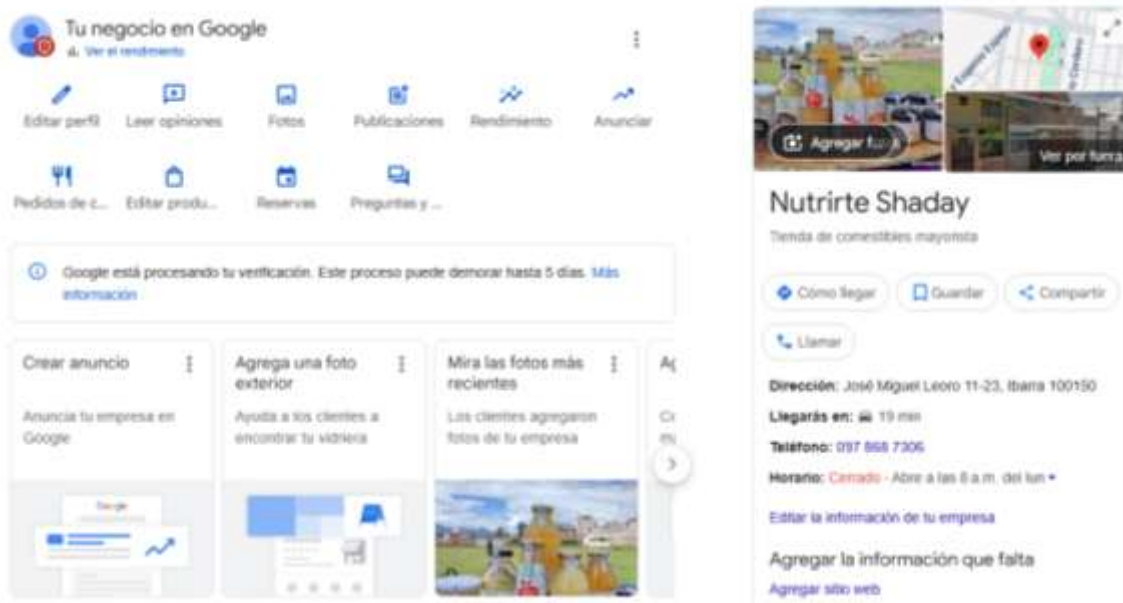 Tu negocio en Google
Ver el rendimiento
Editar perfil
Leer opiniones
Fotos
Publicaciones
Rendimiento
Anunciar
Pedidos de c...
Editar produ...
Reservas
Preguntas y ...
Google está procesando tu verificación. Este proceso puede demorar hasta 5 días. Más
información
Crear anuncio
Anuncia tu empresa en
Google
Agrega una foto
exterior
Ayuda a los clientes a
encontrar tu vidriera
Mira las fotos más
recientes
Los clientes agregaron
fotos de tu empresa
Google
Agregar f...
Eugenio Espejo
Cordero
Ver por fuera
Nutrirte Shaday
Tienda de comestibles mayorista
Cómo llegar
Guardar
Compartir
Llamar
Dirección: José Miguel Leoro 11-23, Ibarra 100150
Llegarás en: 19 min
Teléfono: 097 868 7306
Horario: Cerrado · Abre a las 8 a.m. del lun
Editar la información de tu empresa
Agregar la información que falta
Agregar sitio web